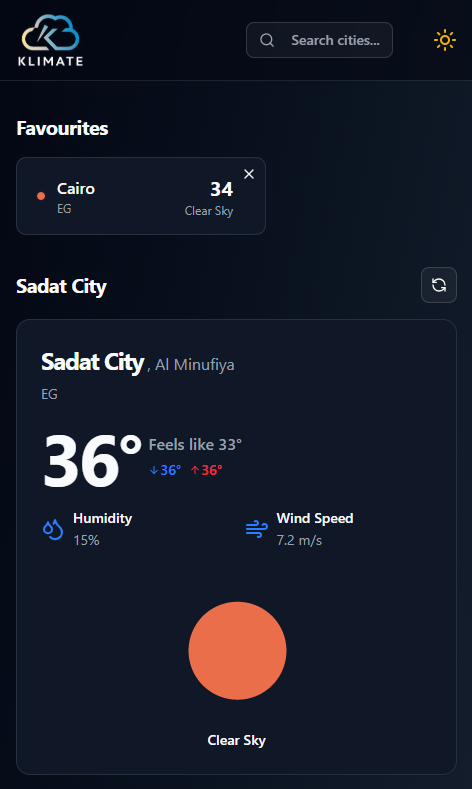 KLIMATE
Search cities...
Favourites
Cairo
34
EG
Clear Sky
Sadat City
Sadat City , Al Minufiya
EG
36°
Feels like 33°
↓36° ↑36°
Humidity
15%
Wind Speed
7.2 m/s
Clear Sky